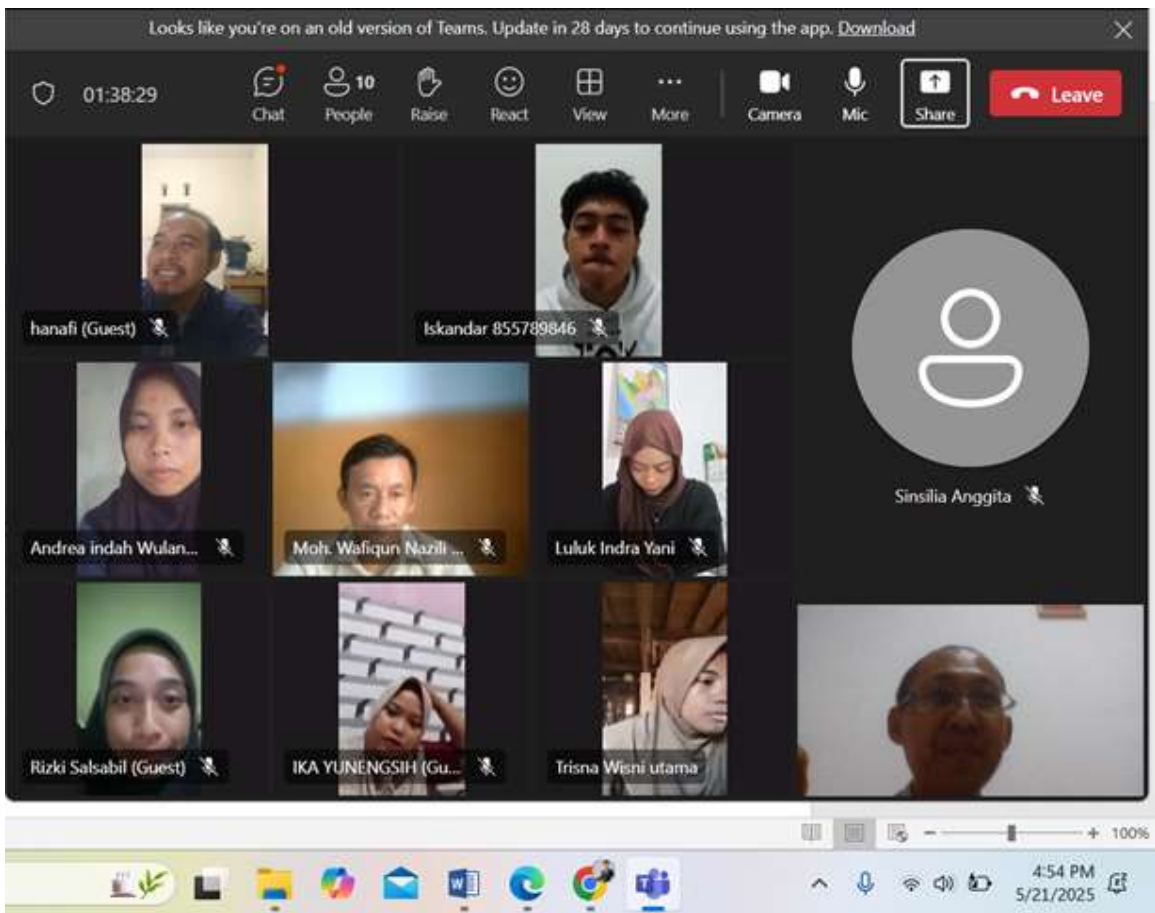 Looks like you're on an old version of Teams. Update in 28 days to continue using the app. Download
01:38:29
10
Chat People Raise React View More Camera Mic Share Leave
hanafi (Guest)
Iskandar 855789846
Andrea indah Wulan...
Moh. Wafiqun Nazili ...
Luluk Indra Yani
Sinsilia Anggita
Rizki Salsabil (Guest)
IKA YUNENGSIH (Gu...
Trisna Wisni utama
100%
4:54 PM
5/21/2025